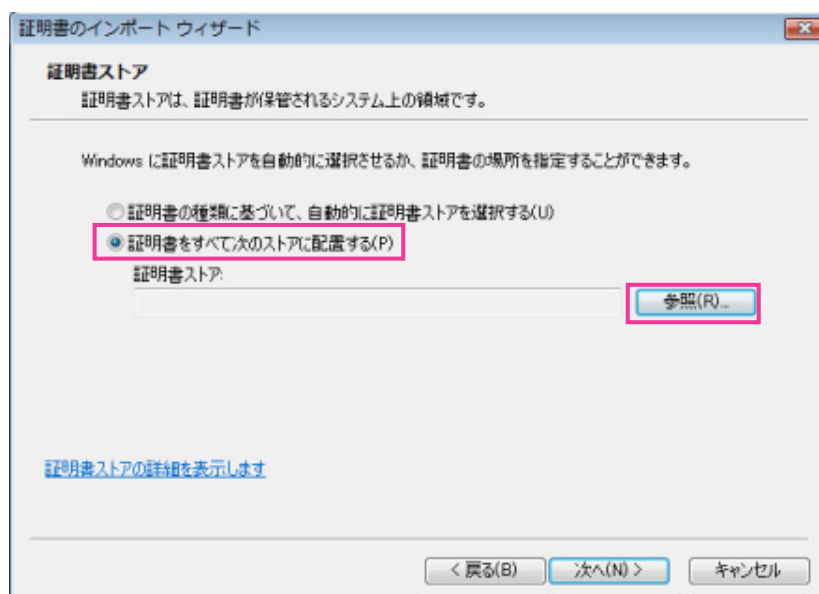 証明書のインポート ウィザード
証明書ストア
証明書ストアは、証明書が保管されるシステム上の領域です。
Windows に証明書ストアを自動的に選択させるか、証明書の場所を指定することができます。
証明書の種類に基づいて、自動的に証明書ストアを選択する(U)
証明書をすべて次のストアに配置する(P)
証明書ストア:
参照(R)...
証明書ストアの詳細を表示します
< 戻る(B)
次へ(N) >
キャンセル